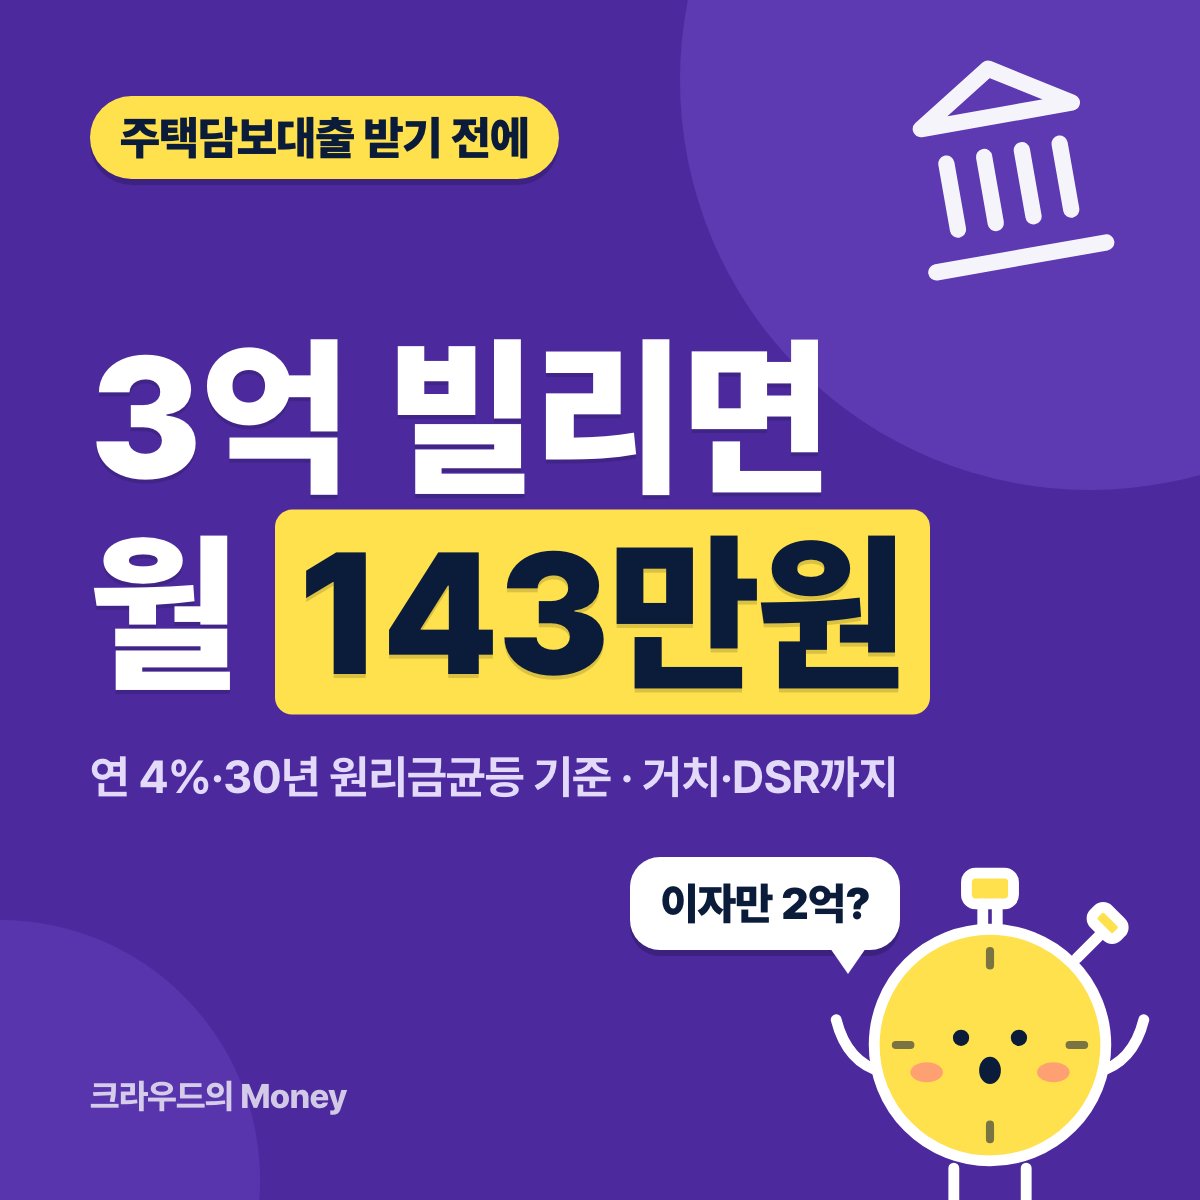 주택담보대출 받기 전에
3억 빌리면
월 143만원
연 4%·30년 원리금균등 기준 · 거치·DSR까지
이자만 2억?
크라우드의 Money